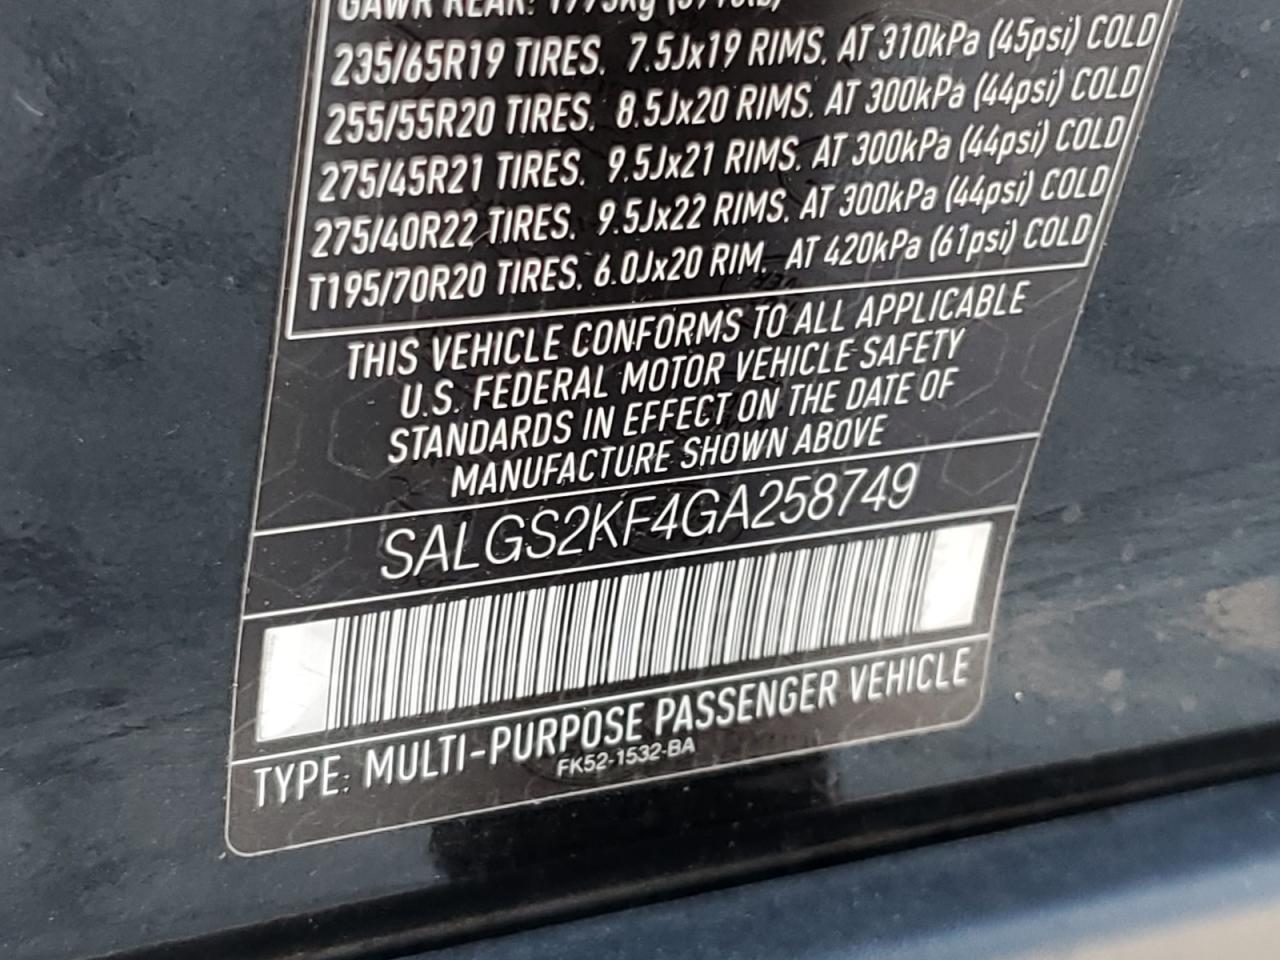 GAWR REAR: 1775kg
235/65R19 TIRES. 7.5Jx19 RIMS. AT 310kPa (45psi) COLD
255/55R20 TIRES. 8.5Jx20 RIMS. AT 300kPa (44psi) COLD
275/45R21 TIRES. 9.5Jx21 RIMS. AT 300kPa (44psi) COLD
275/40R22 TIRES. 9.5Jx22 RIMS. AT 300kPa (44psi) COLD
T195/70R20 TIRES. 6.0Jx20 RIM. AT 420kPa (61psi) COLD
THIS VEHICLE CONFORMS TO ALL APPLICABLE
U.S. FEDERAL MOTOR VEHICLE SAFETY
STANDARDS IN EFFECT ON THE DATE OF
MANUFACTURE SHOWN ABOVE
SALGS2KF4GA258749
TYPE: MULTI-PURPOSE PASSENGER VEHICLE
FK52-1532-BA